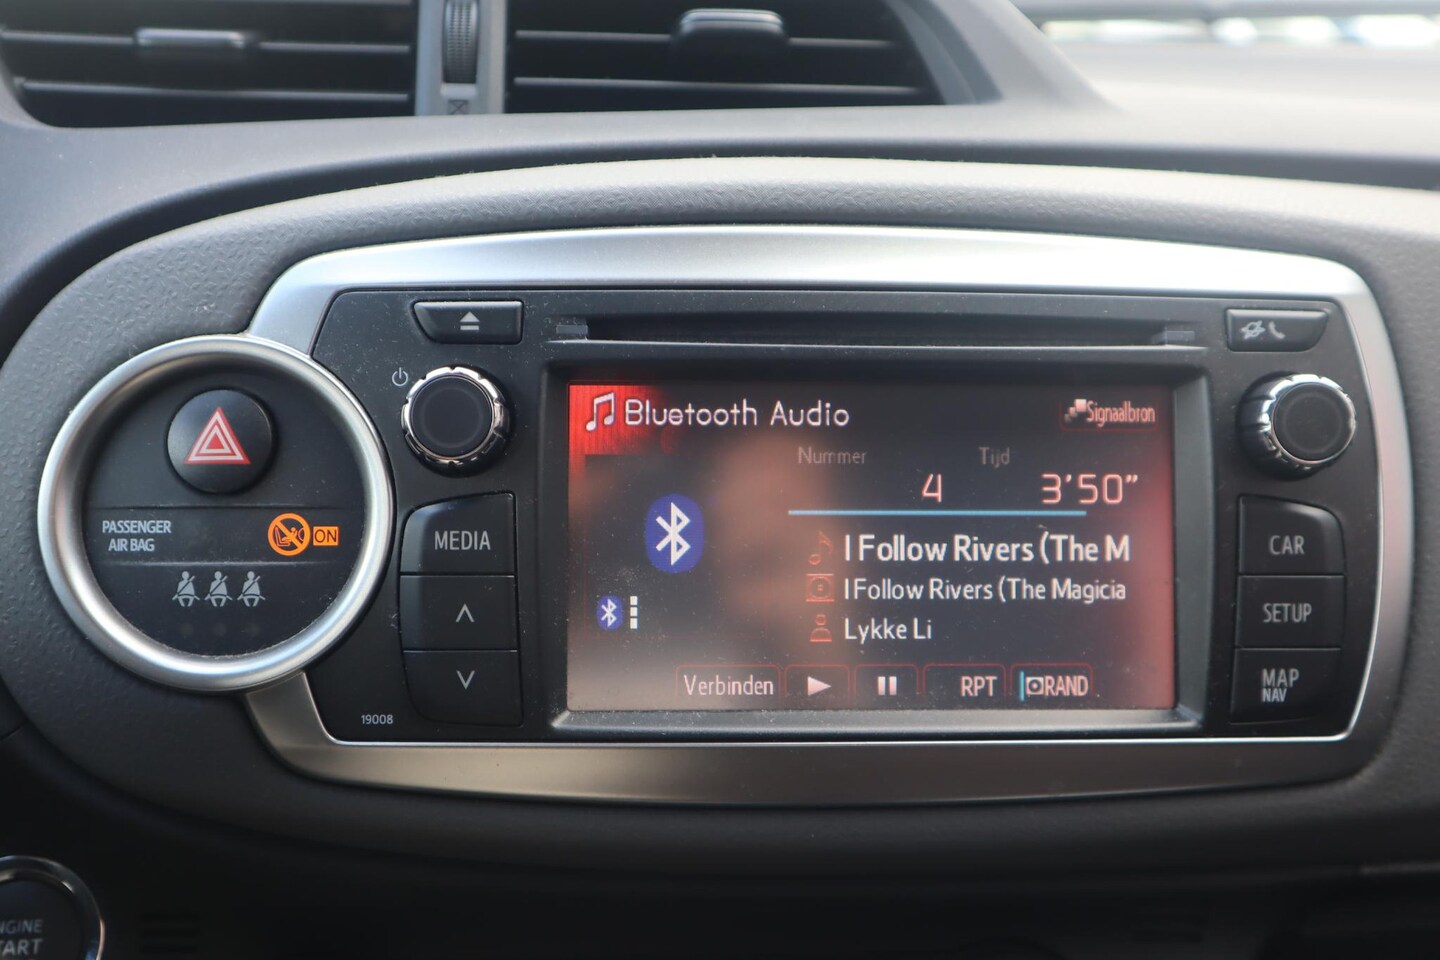 Bluetooth Audio
Signaalbron
Nummer
Tijd
4
3'50"
I Follow Rivers (The M
I Follow Rivers (The Magicia
Lykke Li
Verbinden
RPT
RAND
PASSENGER
AIR BAG
ON
MEDIA
19008
CAR
SETUP
MAP
NAV